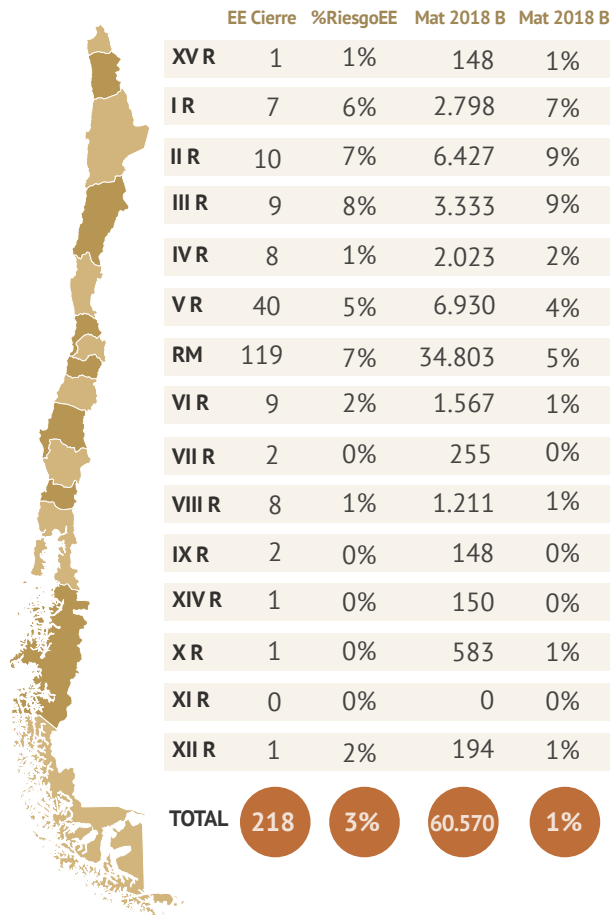 EE Cierre %RiesgoEE Mat 2018 B Mat 2018 B
XV R 1 1% 148 1%
I R 7 6% 2.798 7%
II R 10 7% 6.427 9%
III R 9 8% 3.333 9%
IV R 8 1% 2.023 2%
V R 40 5% 6.930 4%
RM 119 7% 34.803 5%
VI R 9 2% 1.567 1%
VII R 2 0% 255 0%
VIII R 8 1% 1.211 1%
IX R 2 0% 148 0%
XIV R 1 0% 150 0%
X R 1 0% 583 1%
XI R 0 0% 0 0%
XII R 1 2% 194 1%
TOTAL 218 3% 60.570 1%